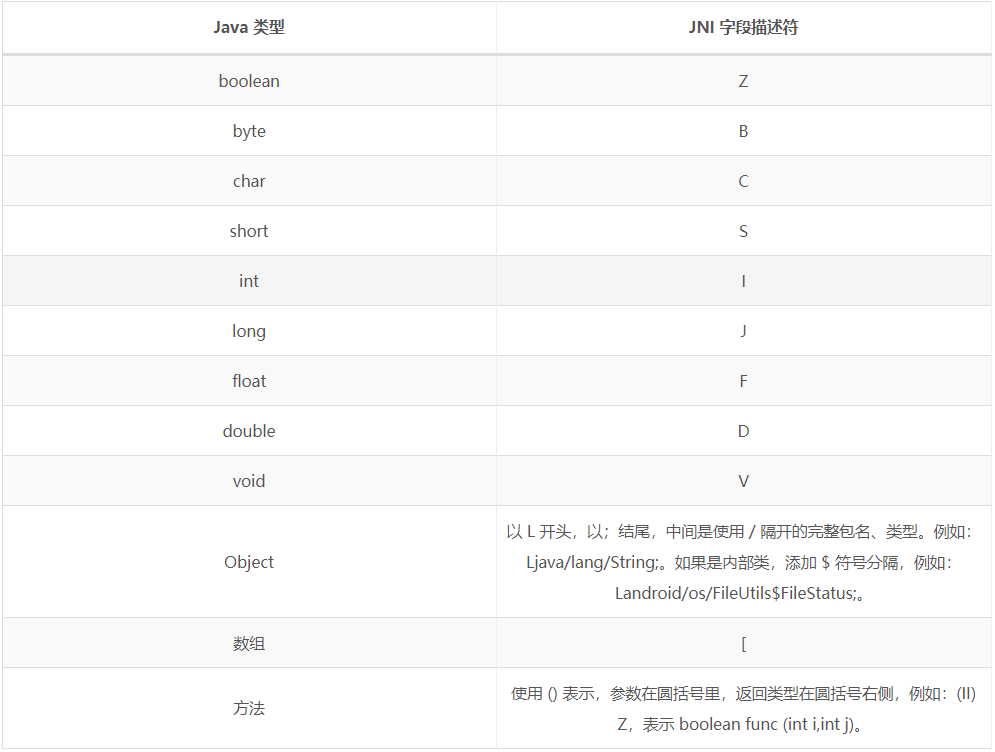 Java 类型 JNI 字段描述符
boolean Z
byte B
char C
short S
int I
long J
float F
double D
void V
以 L 开头，以；结尾，中间是使用 / 隔开的完整包名、类型。例如：
Object Ljava/lang/String;。如果是内部类，添加 $ 符号分隔，例如：
Landroid/os/FileUtils$FileStatus;。
数组 [
使用 () 表示，参数在圆括号里，返回类型在圆括号右侧，例如：(II)
方法 Z，表示 boolean func (int i,int j)。